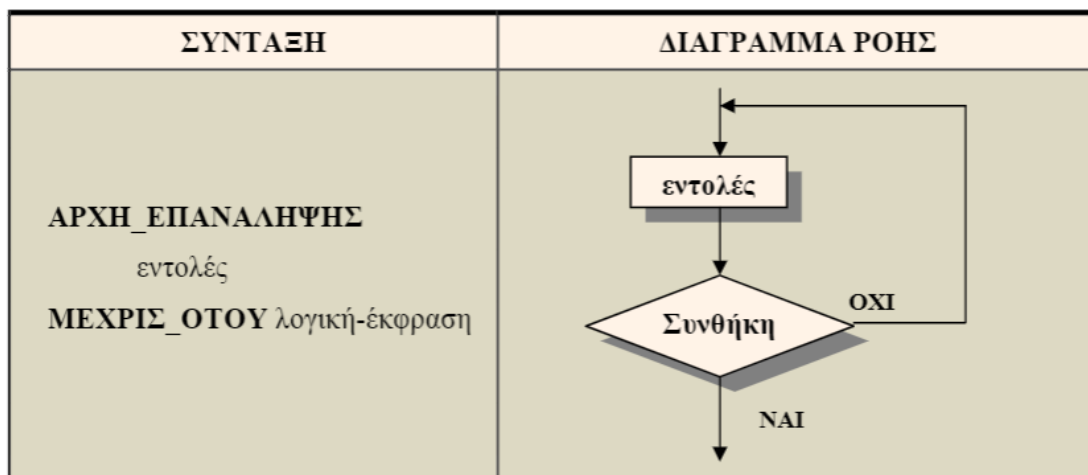 ΣΥΝΤΑΞΗ
ΔΙΑΓΡΑΜΜΑ ΡΟΗΣ
ΑΡΧΗ_ΕΠΑΝΑΛΗΨΗΣ
εντολές
ΜΕΧΡΙΣ_ΟΤΟΥ λογική-έκφραση
εντολές
Συνθήκη
ΟΧΙ
ΝΑΙ